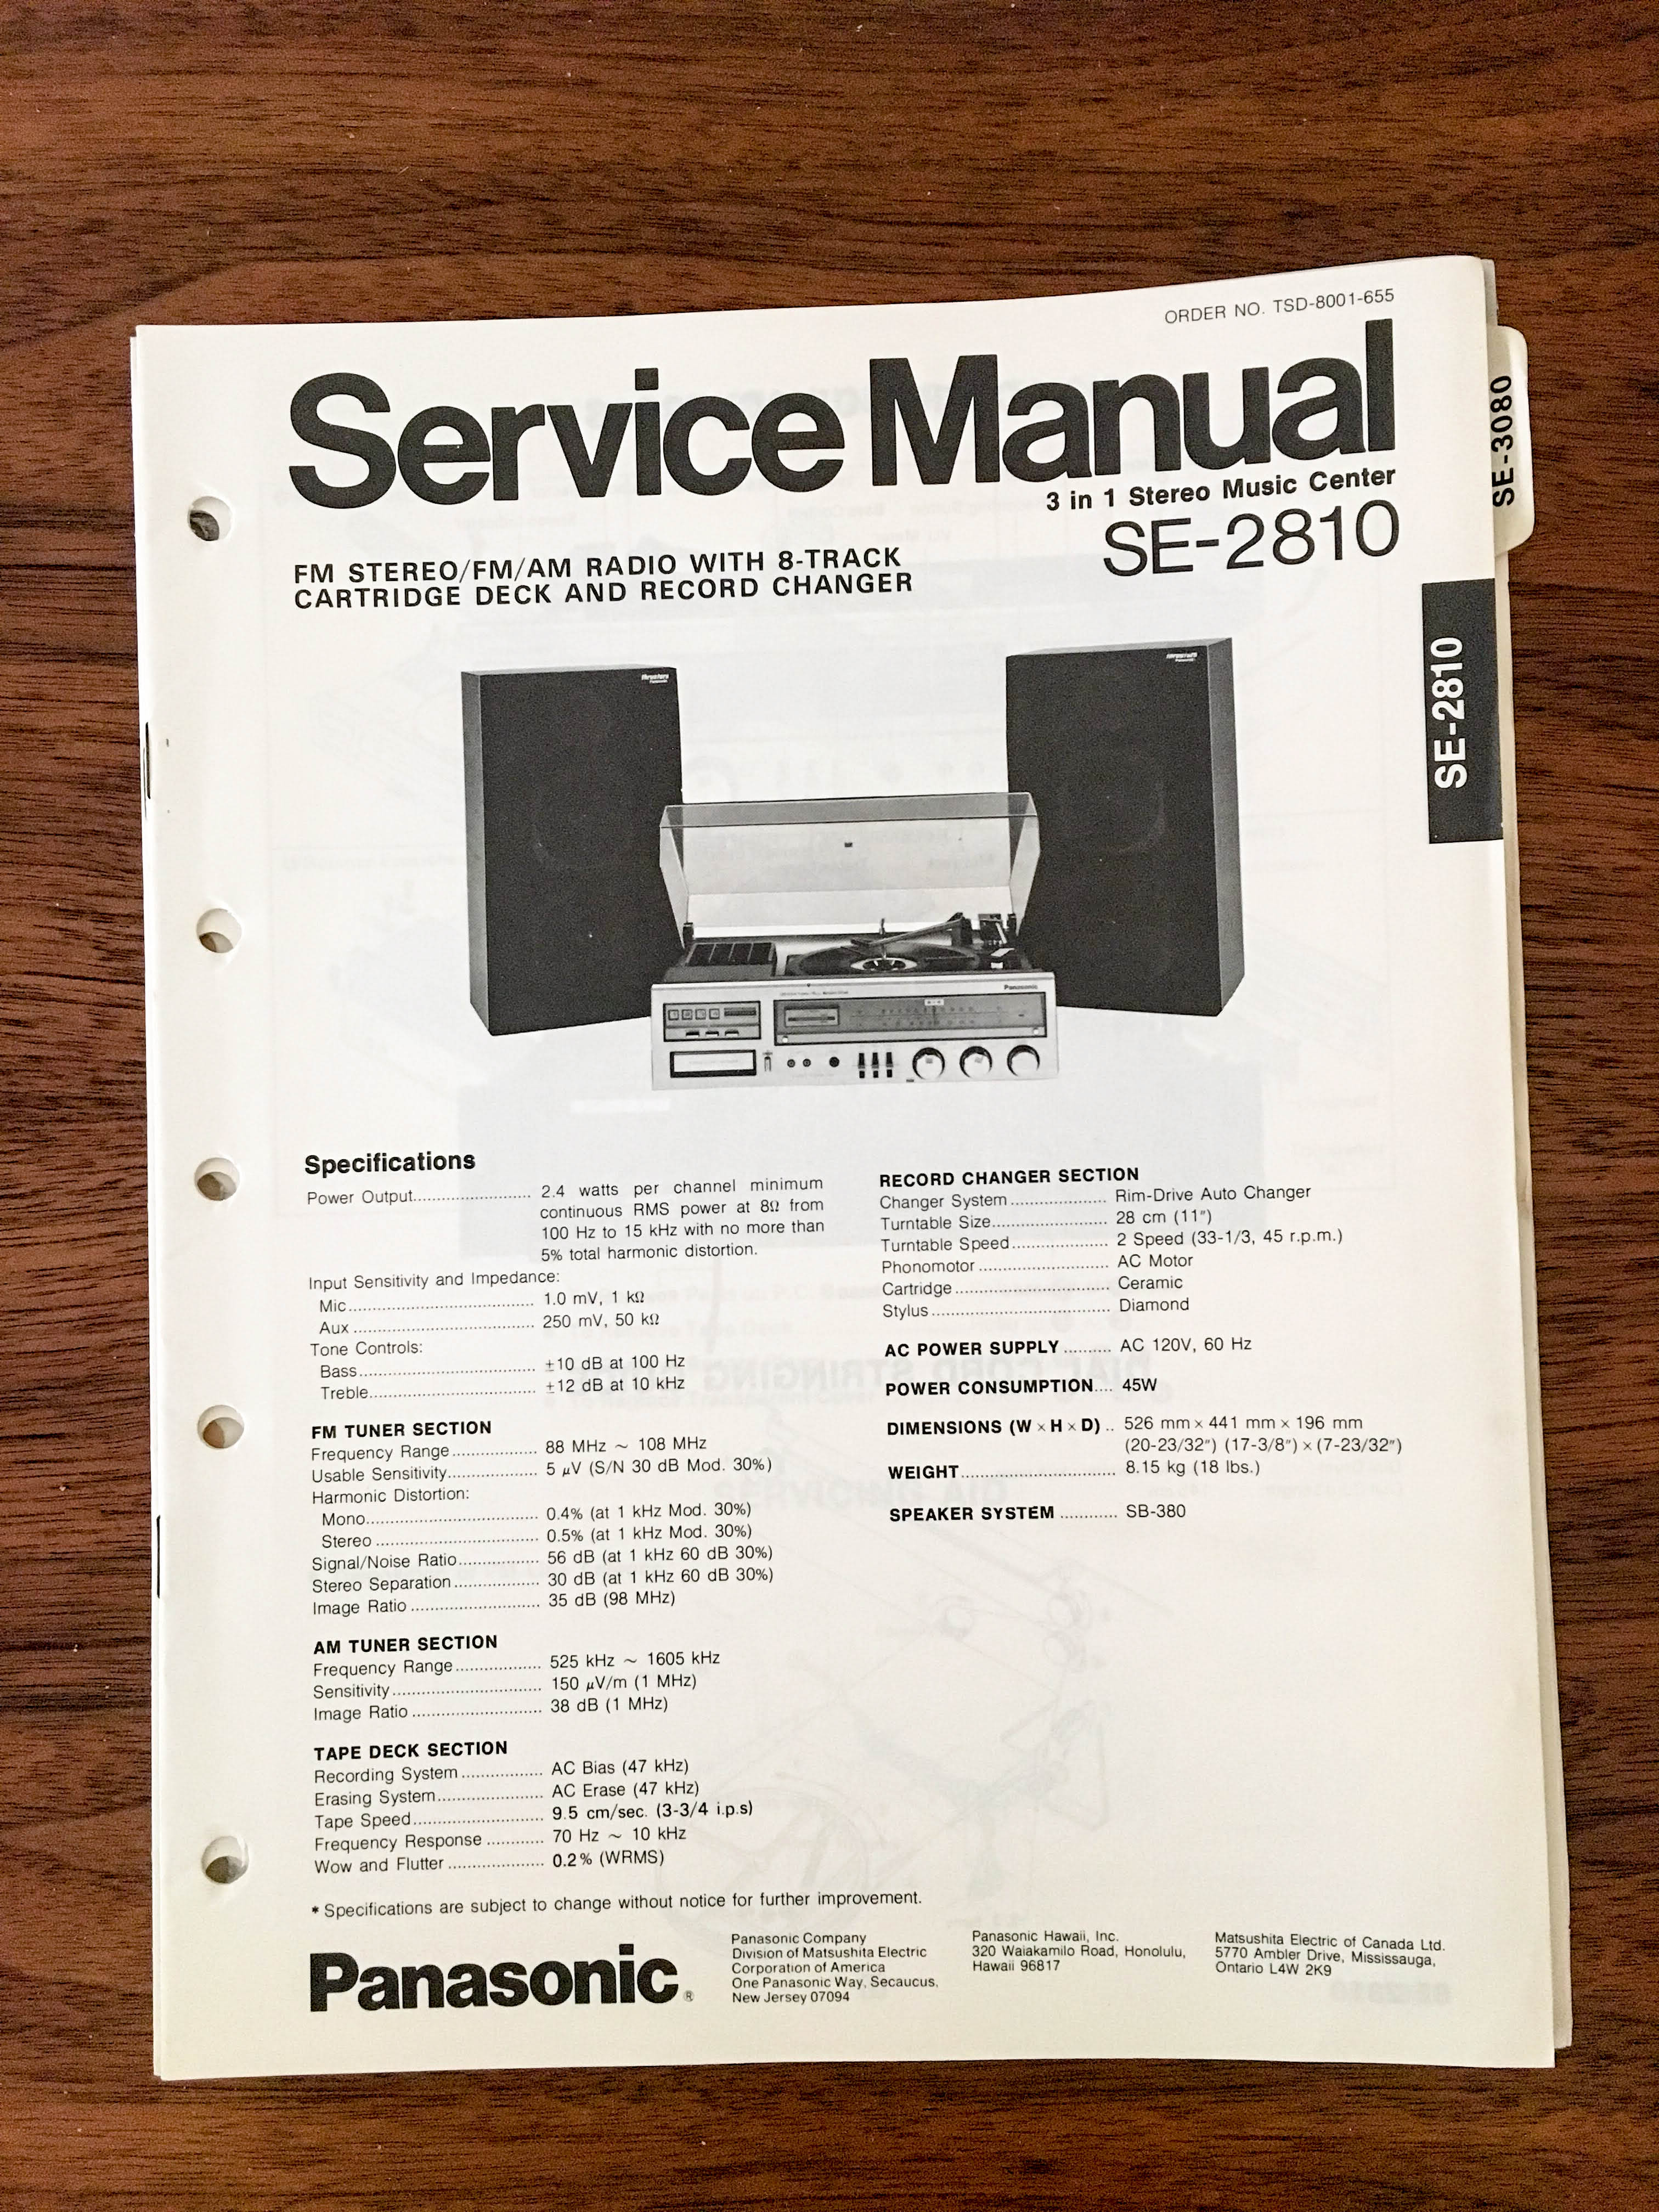 ORDER NO. TSD-8001-655
Service Manual
3 in 1 Stereo Music Center
SE-2810
FM STEREO/FM/AM RADIO WITH 8-TRACK
CARTRIDGE DECK AND RECORD CHANGER
SE-3080
SE-2810
Panasonic
Specifications
Power Output........................ 2.4 watts per channel minimum
continuous RMS power at 8Ω from
100 Hz to 15 kHz with no more than
5% total harmonic distortion.
Input Sensitivity and Impedance:
Mic...................................... 1.0 mV, 1 kΩ
Aux ..................................... 250 mV, 50 kΩ
Tone Controls:
Bass.................................... ±10 dB at 100 Hz
Treble.................................. ±12 dB at 10 kHz
FM TUNER SECTION
Frequency Range................. 88 MHz ~ 108 MHz
Usable Sensitivity.................. 5 μV (S/N 30 dB Mod. 30%)
Harmonic Distortion:
Mono................................... 0.4% (at 1 kHz Mod. 30%)
Stereo ................................. 0.5% (at 1 kHz Mod. 30%)
Signal/Noise Ratio................ 56 dB (at 1 kHz 60 dB 30%)
Stereo Separation................. 30 dB (at 1 kHz 60 dB 30%)
Image Ratio .......................... 35 dB (98 MHz)
AM TUNER SECTION
Frequency Range................. 525 kHz ~ 1605 kHz
Sensitivity.............................. 150 μV/m (1 MHz)
Image Ratio .......................... 38 dB (1 MHz)
TAPE DECK SECTION
Recording System ................ AC Bias (47 kHz)
Erasing System..................... AC Erase (47 kHz)
Tape Speed.......................... 9.5 cm/sec. (3-3/4 i.p.s)
Frequency Response ............ 70 Hz ~ 10 kHz
Wow and Flutter .................... 0.2% (WRMS)
RECORD CHANGER SECTION
Changer System ................... Rim-Drive Auto Changer
Turntable Size....................... 28 cm (11")
Turntable Speed................... 2 Speed (33-1/3, 45 r.p.m.)
Phonomotor .......................... AC Motor
Cartridge ............................... Ceramic
Stylus.................................... Diamond
AC POWER SUPPLY .......... AC 120V, 60 Hz
POWER CONSUMPTION.... 45W
DIMENSIONS (W × H × D) .. 526 mm × 441 mm × 196 mm
(20-23/32") (17-3/8") × (7-23/32")
WEIGHT............................... 8.15 kg (18 lbs.)
SPEAKER SYSTEM ............ SB-380
* Specifications are subject to change without notice for further improvement.
Panasonic®
Panasonic Company
Division of Matsushita Electric
Corporation of America
One Panasonic Way, Secaucus,
New Jersey 07094
Panasonic Hawaii, Inc.
320 Waiakamilo Road, Honolulu,
Hawaii 96817
Matsushita Electric of Canada Ltd.
5770 Ambler Drive, Mississauga,
Ontario L4W 2K9